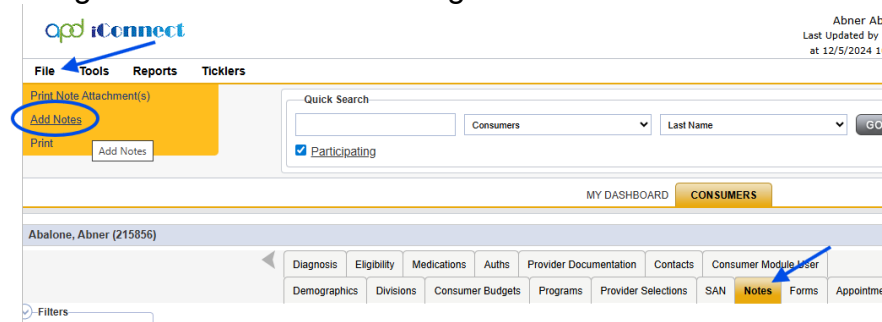 apd iConnect
Abner Ab
Last Updated by
at 12/5/2024 1
File Tools Reports Ticklers
Print Note Attachment(s)
Add Notes
Print
Add Notes
Quick Search
Consumers
Last Name
GO
Participating
MY DASHBOARD CONSUMERS
Abalone, Abner (215856)
Diagnosis Eligibility Medications Auths Provider Documentation Contacts Consumer Module User
Demographics Divisions Consumer Budgets Programs Provider Selections SAN Notes Forms Appointme
Filters